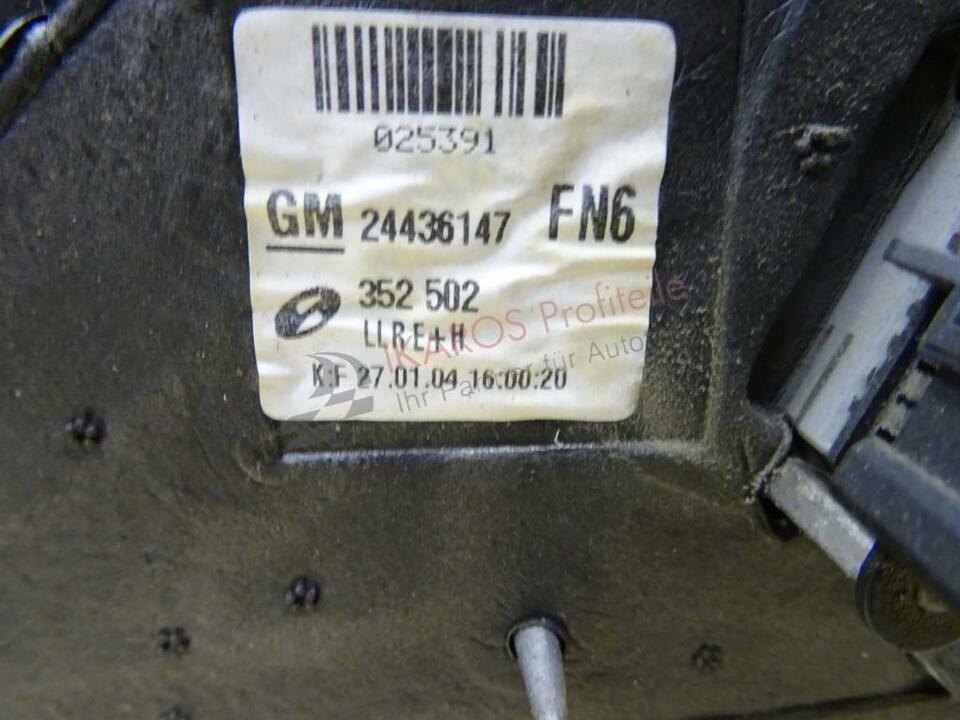 025391
GM 24436147 FN6
352 502
LLRE+H
K:F 27.01.04 16:00:20
IKAROS Profiteile
Ihr Partner für Auto